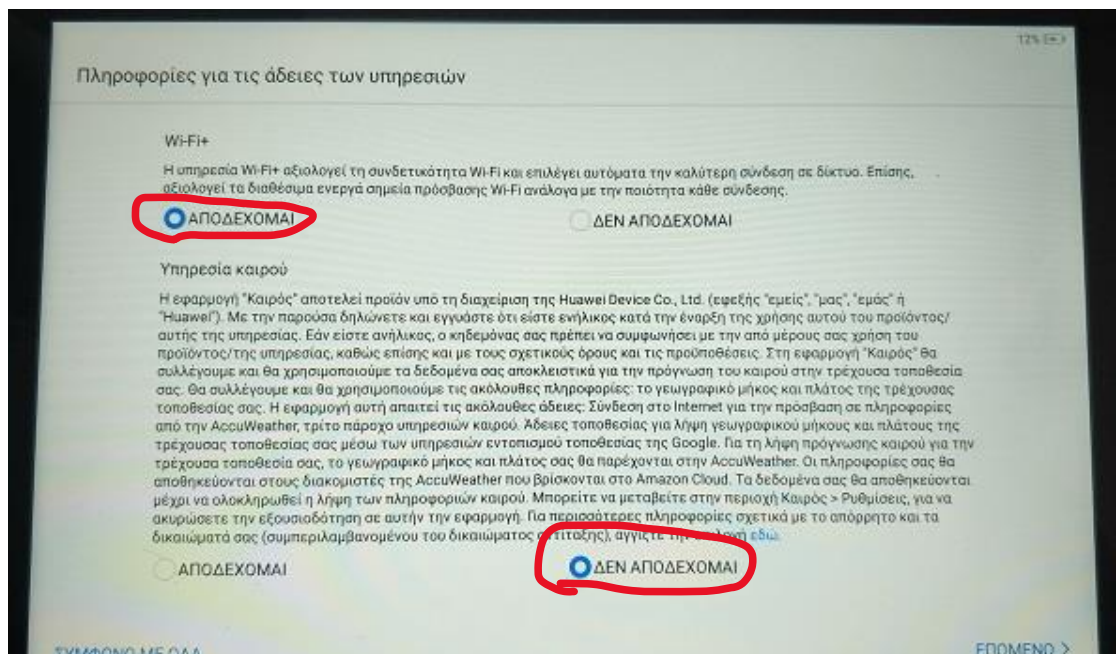 12%
Πληροφορίες για τις άδειες των υπηρεσιών
Wi-Fi+
Η υπηρεσία Wi-Fi+ αξιολογεί τη συνδετικότητα Wi-Fi και επιλέγει αυτόματα την καλύτερη σύνδεση σε δίκτυο. Επίσης,
αξιολογεί τα διαθέσιμα ενεργά σημεία πρόσβασης Wi-Fi ανάλογα με την ποιότητα κάθε σύνδεσης.
ΑΠΟΔΕΧΟΜΑΙ ΔΕΝ ΑΠΟΔΕΧΟΜΑΙ
Υπηρεσία καιρού
Η εφαρμογή "Καιρός" αποτελεί προϊόν υπό τη διαχείριση της Huawei Device Co., Ltd. (εφεξής "εμείς", "μας", "εμάς" ή
"Huawei"). Με την παρούσα δηλώνετε και εγγυάστε ότι είστε ενήλικος κατά την έναρξη της χρήσης αυτού του προϊόντος/
αυτής της υπηρεσίας. Εάν είστε ανήλικος, ο κηδεμόνας σας πρέπει να συμφωνήσει με την από μέρους σας χρήση του
προϊόντος/της υπηρεσίας, καθώς επίσης και με τους σχετικούς όρους και τις προϋποθέσεις. Στη εφαρμογή "Καιρός" θα
συλλέγουμε και θα χρησιμοποιούμε τα δεδομένα σας αποκλειστικά για την πρόγνωση του καιρού στην τρέχουσα τοποθεσία
σας. Θα συλλέγουμε και θα χρησιμοποιούμε τις ακόλουθες πληροφορίες: το γεωγραφικό μήκος και πλάτος της τρέχουσας
τοποθεσίας σας. Η εφαρμογή αυτή απαιτεί τις ακόλουθες άδειες: Σύνδεση στο Internet για την πρόσβαση σε πληροφορίες
από την AccuWeather, τρίτο πάροχο υπηρεσιών καιρού. Άδειες τοποθεσίας για λήψη γεωγραφικού μήκους και πλάτους της
τρέχουσας τοποθεσίας σας μέσω των υπηρεσιών εντοπισμού τοποθεσίας της Google. Για τη λήψη πρόγνωσης καιρού για την
τρέχουσα τοποθεσία σας, το γεωγραφικό μήκος και πλάτος σας θα παρέχονται στην AccuWeather. Οι πληροφορίες σας θα
αποθηκεύονται στους διακομιστές της AccuWeather που βρίσκονται στο Amazon Cloud. Τα δεδομένα σας θα αποθηκεύονται
μέχρι να ολοκληρωθεί η λήψη των πληροφοριών καιρού. Μπορείτε να μεταβείτε στην περιοχή Καιρός > Ρυθμίσεις, για να
ακυρώσετε την εξουσιοδότηση σε αυτήν την εφαρμογή. Για περισσότερες πληροφορίες σχετικά με το απόρρητο και τα
δικαιώματά σας (συμπεριλαμβανομένου του δικαιώματος αντίταξης), αγγίξτε την επιλογή εδώ.
ΑΠΟΔΕΧΟΜΑΙ ΔΕΝ ΑΠΟΔΕΧΟΜΑΙ
ΣΥΜΦΩΝΩ ΜΕ ΟΛΑ ΕΠΟΜΕΝΟ >